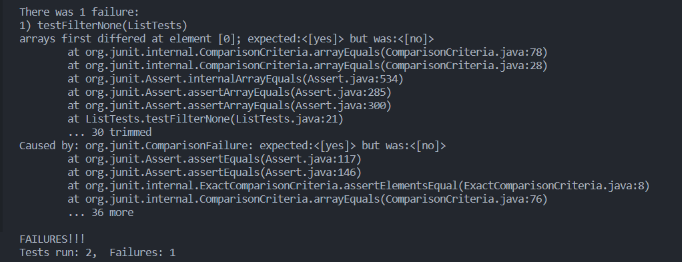 There was 1 failure:
1) testFilterNone(ListTests)
arrays first differed at element [0]; expected:<[yes]> but was:<[no]>
at org.junit.internal.ComparisonCriteria.arrayEquals(ComparisonCriteria.java:78)
at org.junit.internal.ComparisonCriteria.arrayEquals(ComparisonCriteria.java:28)
at org.junit.Assert.internalArrayEquals(Assert.java:534)
at org.junit.Assert.assertArrayEquals(Assert.java:285)
at org.junit.Assert.assertArrayEquals(Assert.java:300)
at ListTests.testFilterNone(ListTests.java:21)
... 30 trimmed
Caused by: org.junit.ComparisonFailure: expected:<[yes]> but was:<[no]>
at org.junit.Assert.assertEquals(Assert.java:117)
at org.junit.Assert.assertEquals(Assert.java:146)
at org.junit.internal.ExactComparisonCriteria.assertElementsEqual(ExactComparisonCriteria.java:8)
at org.junit.internal.ComparisonCriteria.arrayEquals(ComparisonCriteria.java:76)
... 36 more
FAILURES!!!
Tests run: 2,  Failures: 1